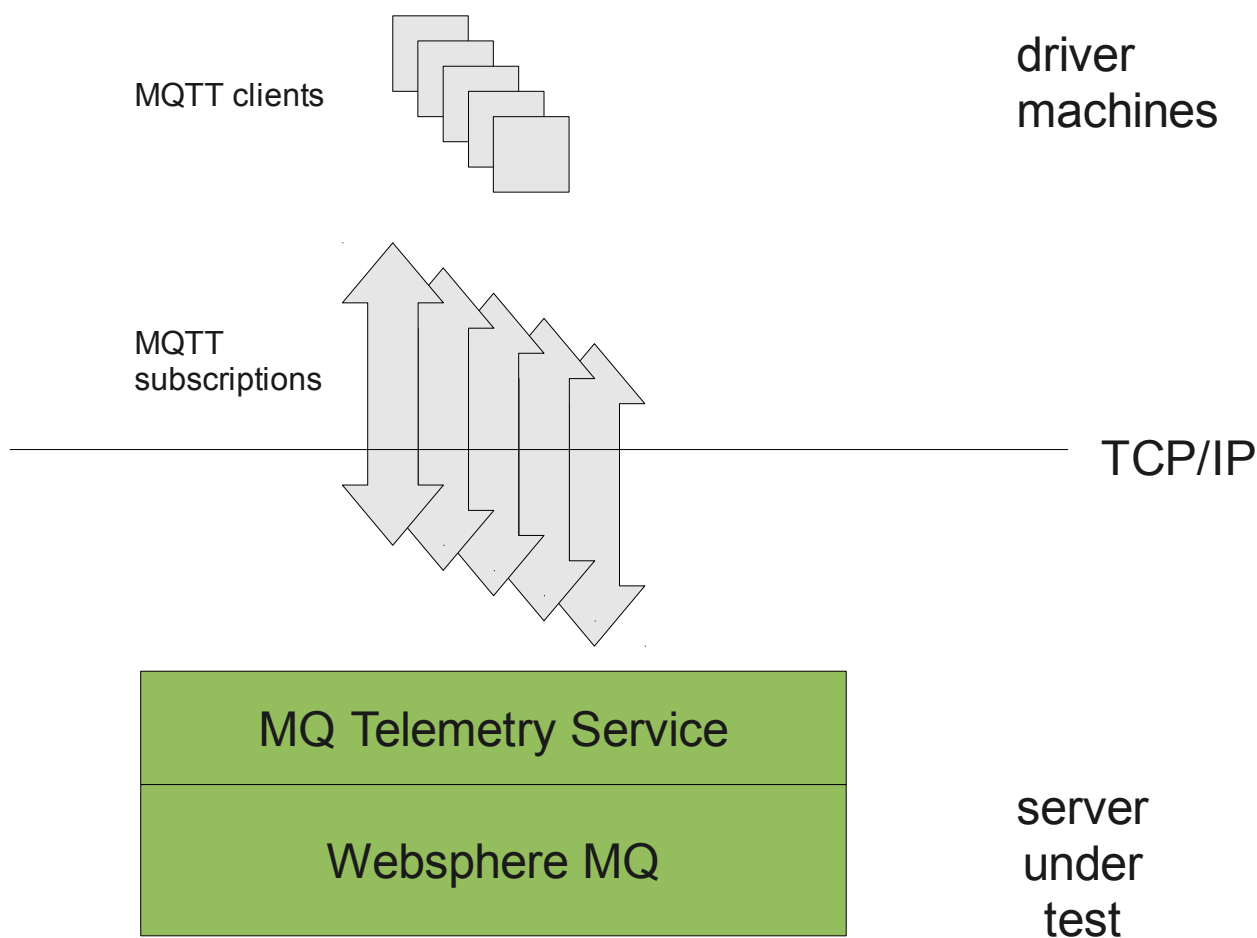 driver
machines
MQTT clients
MQTT
subscriptions
TCP/IP
MQ Telemetry Service
Websphere MQ
server
under
test